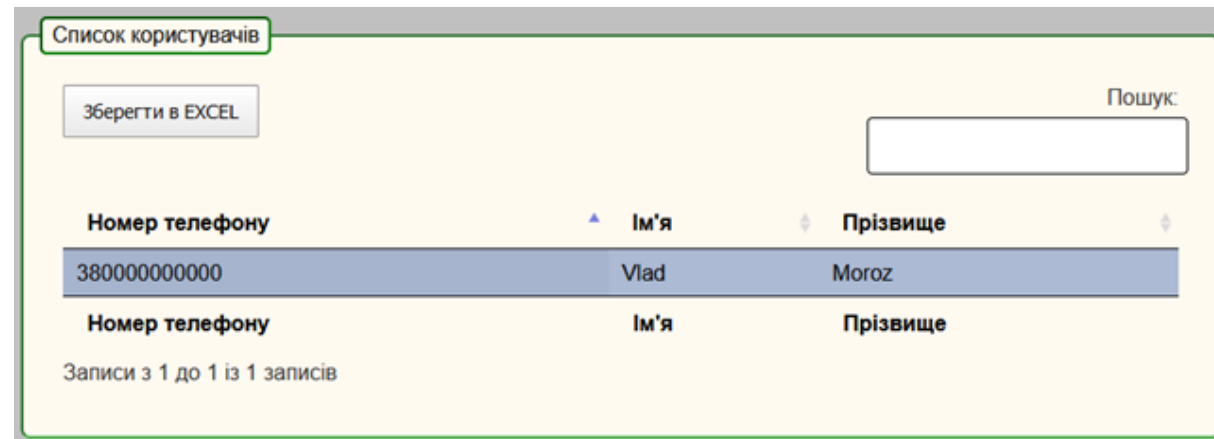 Список користувачів
Зберегти в EXCEL
Пошук:
Номер телефону Ім'я Прізвище
380000000000 Vlad Moroz
Номер телефону Ім'я Прізвище
Записи з 1 до 1 із 1 записів